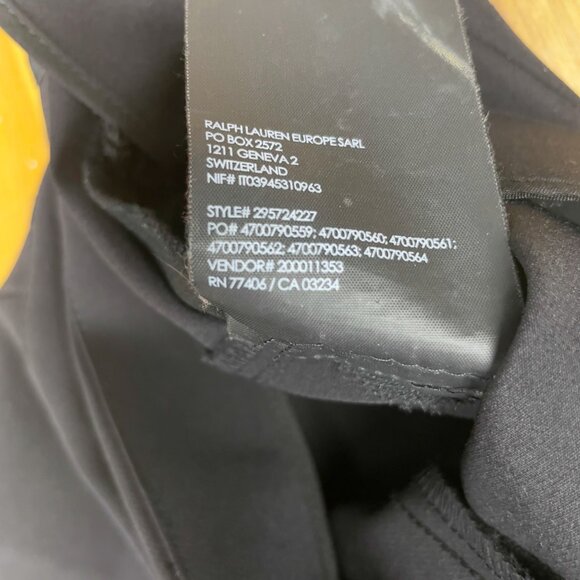 RALPH LAUREN EUROPE SARL
PO BOX 2572
1211 GENEVA 2
SWITZERLAND
NIF# IT03945310963
STYLE# 295724227
PO# 4700790559; 4700790560; 4700790561;
4700790562; 4700790563; 4700790564
VENDOR# 200011353
RN 77406 / CA 03234